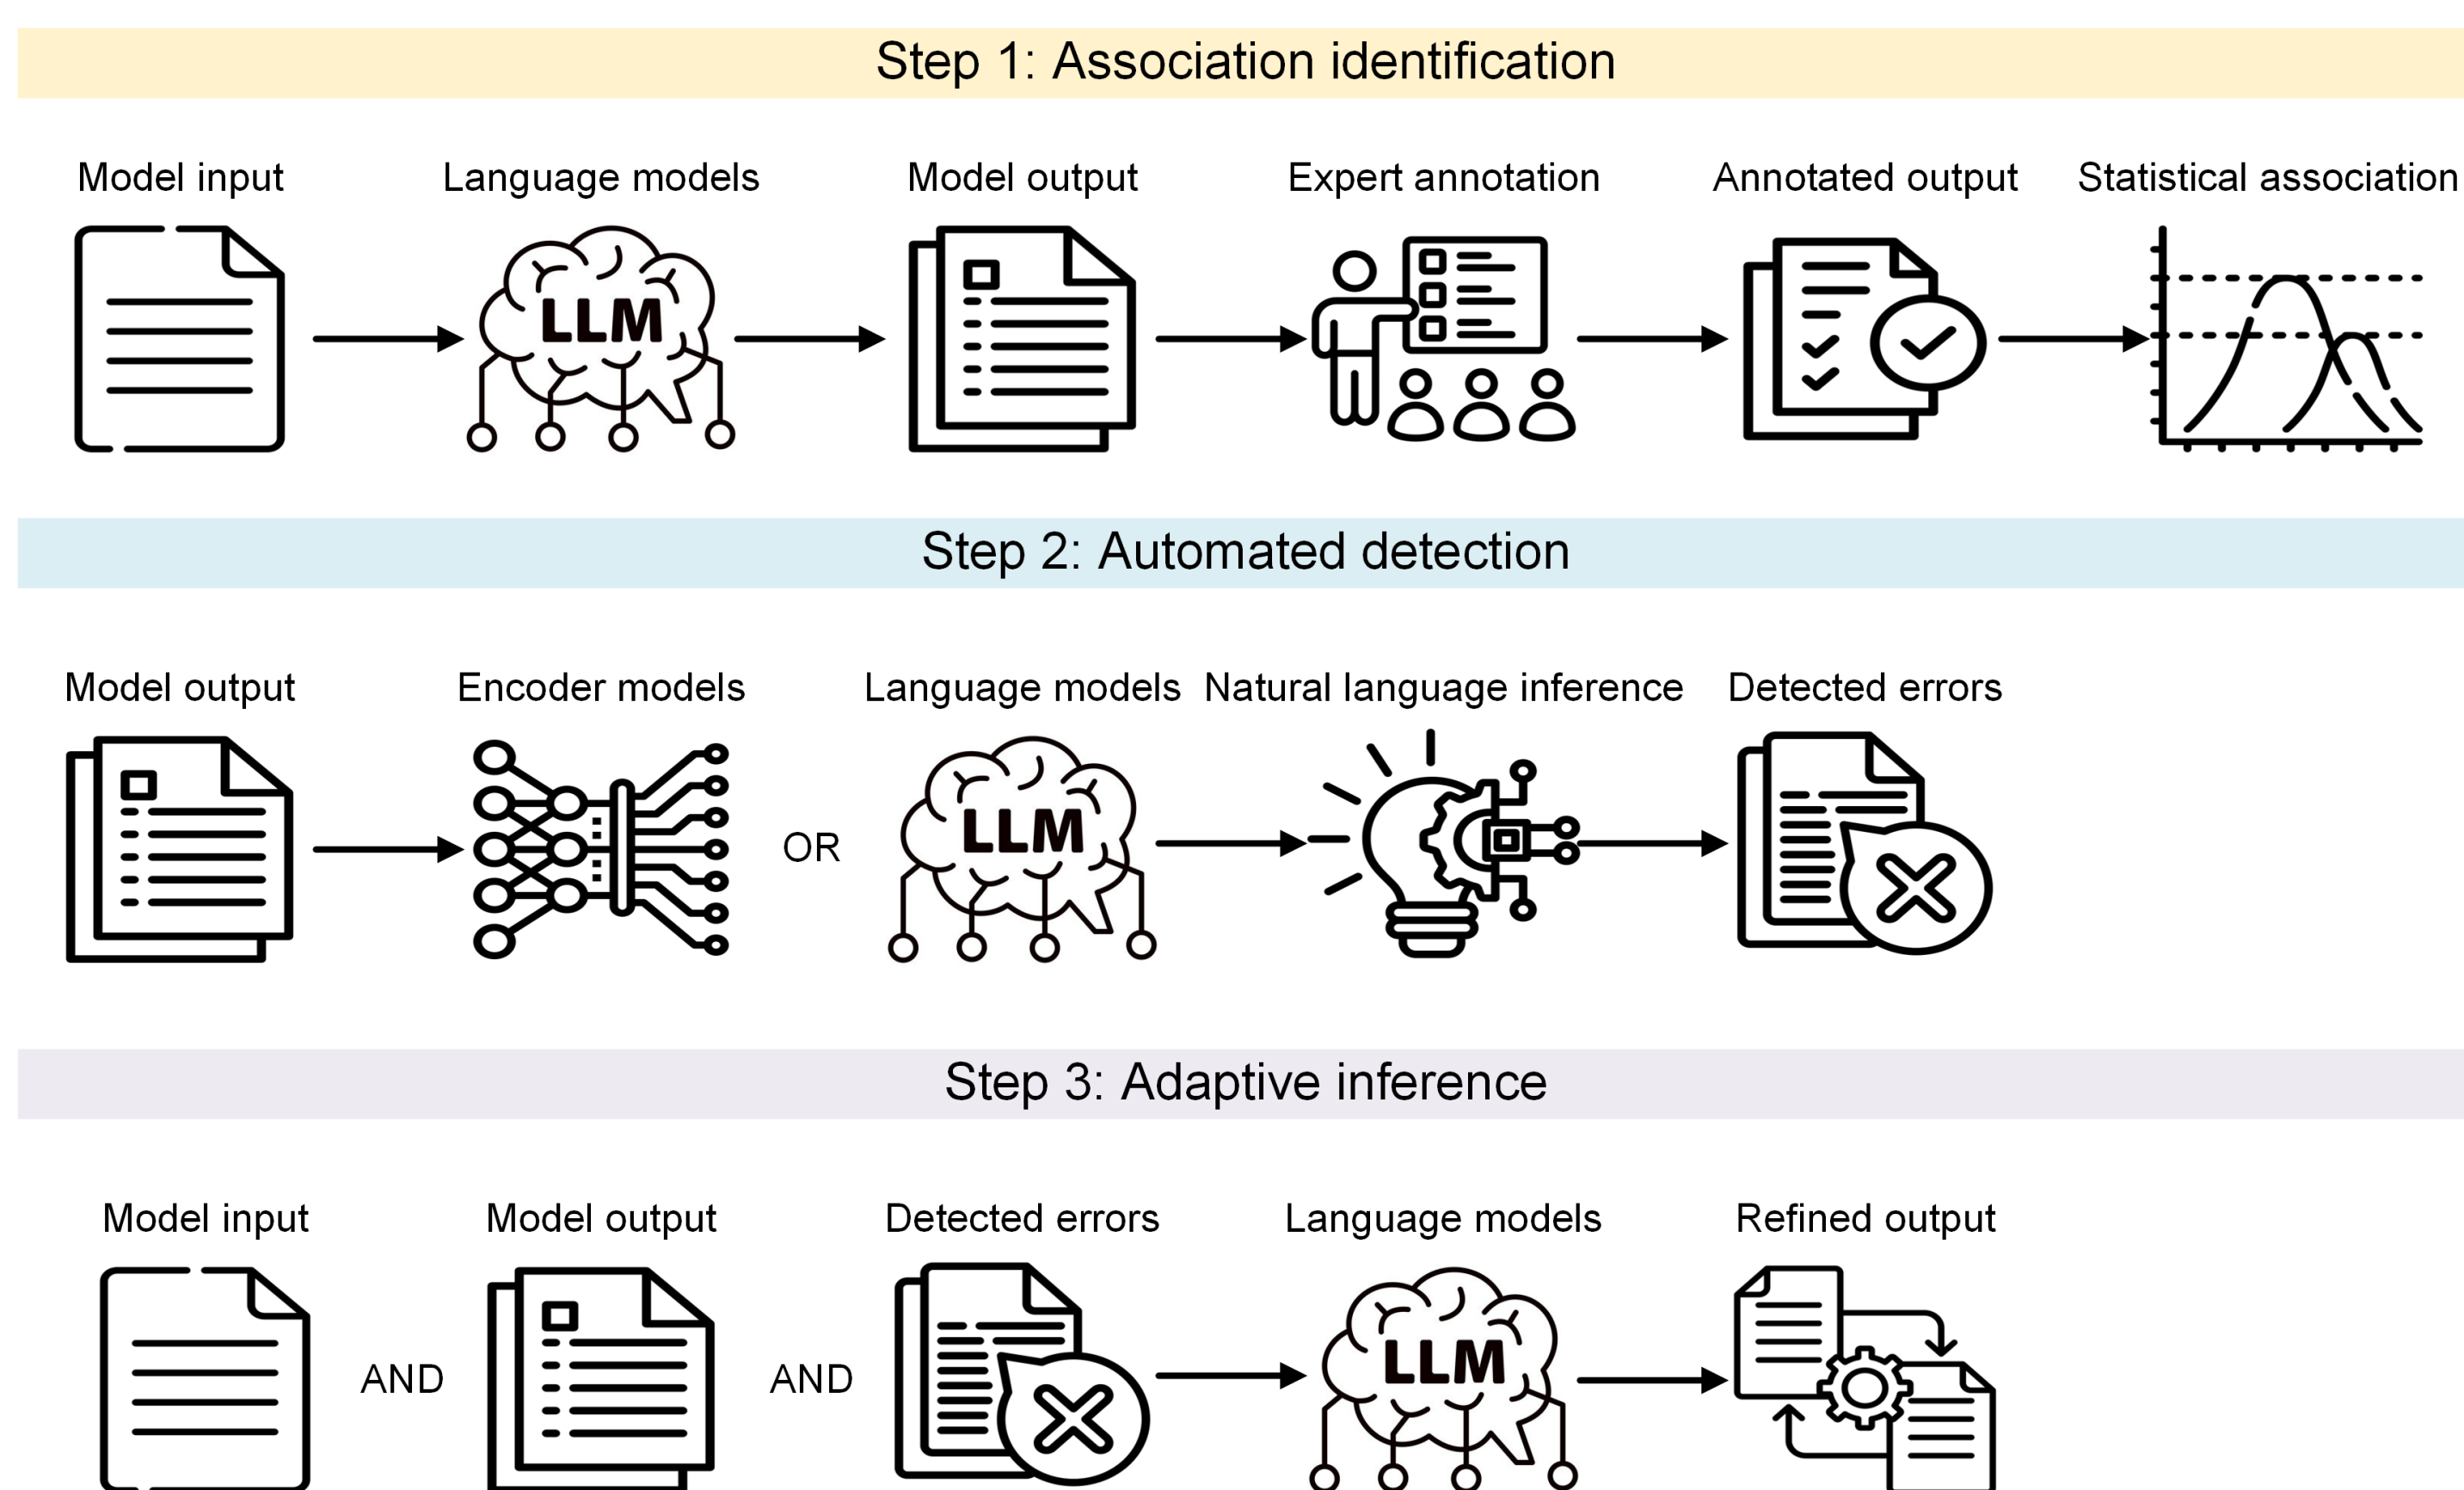 Step 1: Association identification
Model input
Language models
Model output
Expert annotation
Annotated output
Statistical association
LLM
Step 2: Automated detection
Model output
Encoder models
Language models
Natural language inference
Detected errors
OR
LLM
Step 3: Adaptive inference
Model input
Model output
Detected errors
Language models
Refined output
AND
AND
LLM